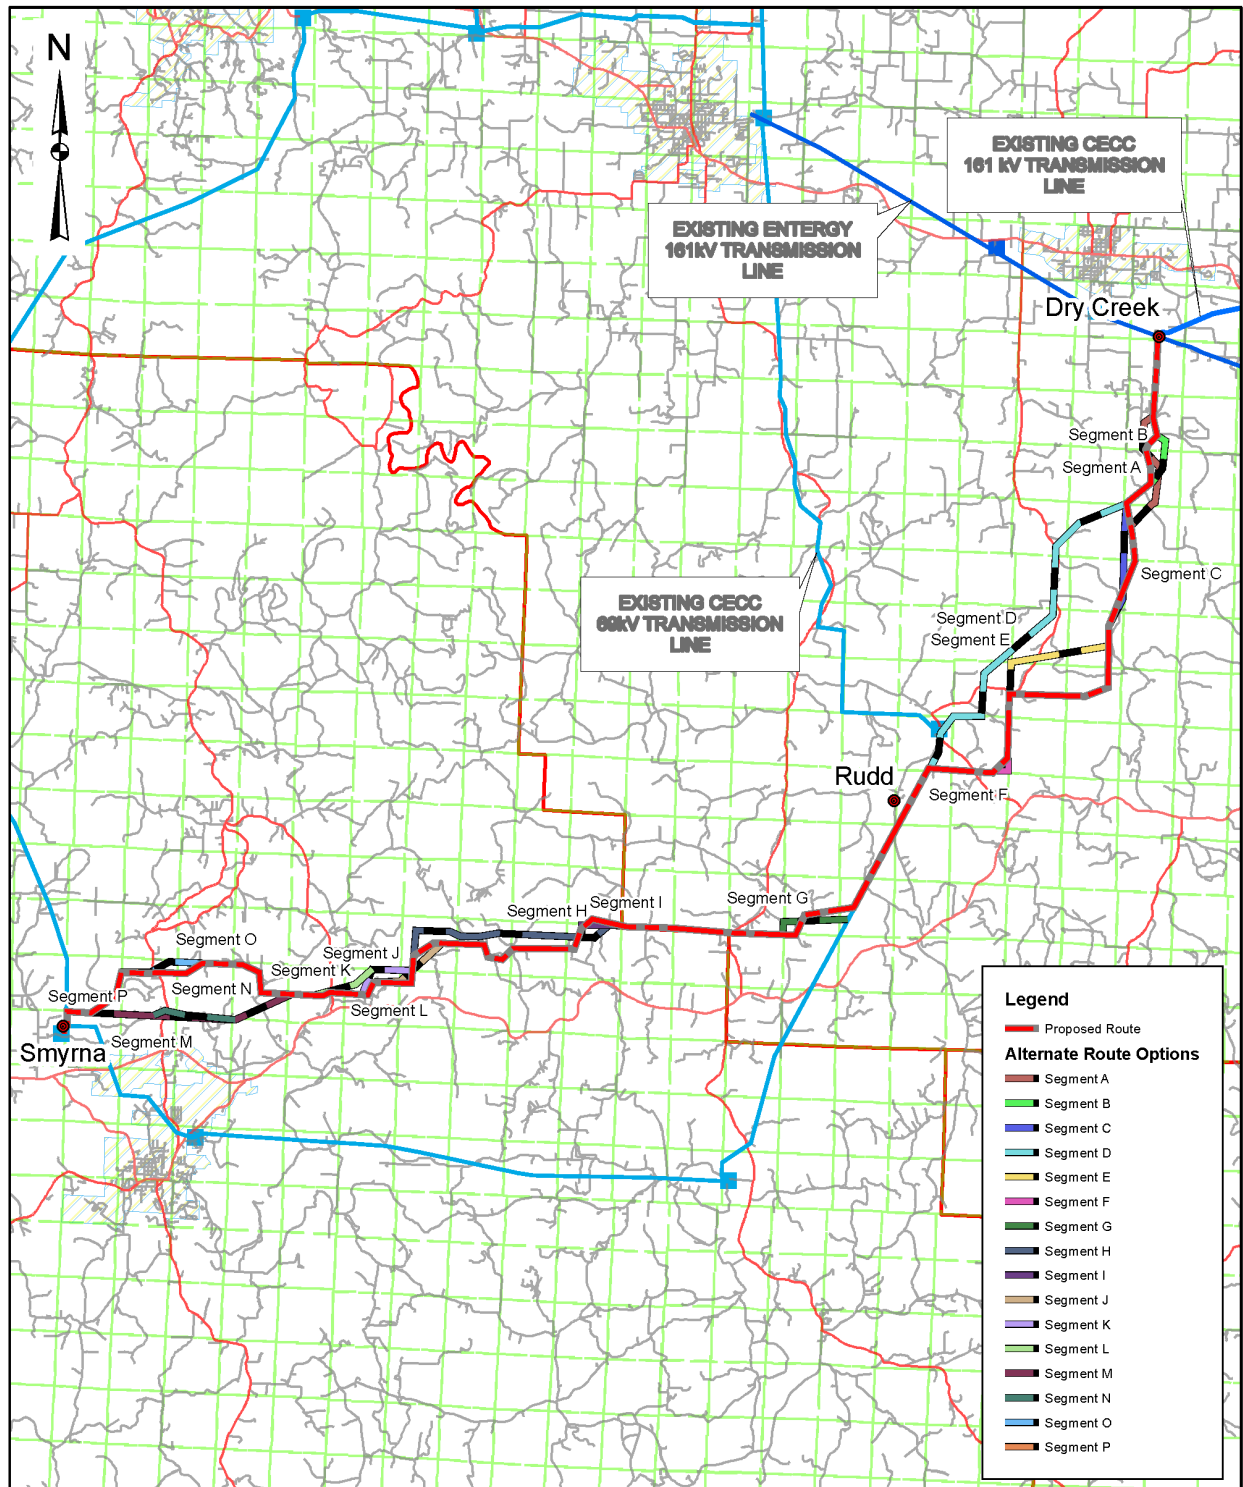 N
EXISTING CECC
161 kV TRANSMISSION
LINE
EXISTING ENTERGY
161kV TRANSMISSION
LINE
Dry Creek
Segment B
Segment A
Segment C
EXISTING CECC
69kV TRANSMISSION
LINE
Segment D
Segment E
Rudd
Segment F
Segment G
Segment I
Segment H
Segment O
Segment J
Segment K
Segment N
Segment P
Segment L
Segment M
Smyrna
Legend
Proposed Route
Alternate Route Options
Segment A
Segment B
Segment C
Segment D
Segment E
Segment F
Segment G
Segment H
Segment I
Segment J
Segment K
Segment L
Segment M
Segment N
Segment O
Segment P